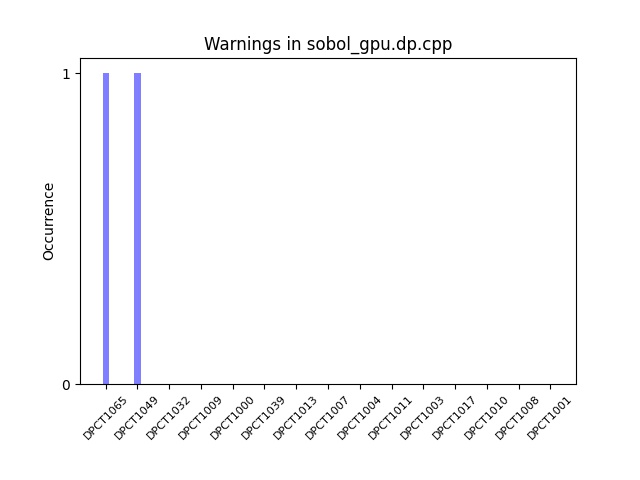 Warnings in sobol_gpu.dp.cpp
1
0
Occurrence
DPCT1065
DPCT1049
DPCT1032
DPCT1009
DPCT1000
DPCT1039
DPCT1013
DPCT1007
DPCT1004
DPCT1011
DPCT1003
DPCT1017
DPCT1010
DPCT1008
DPCT1001